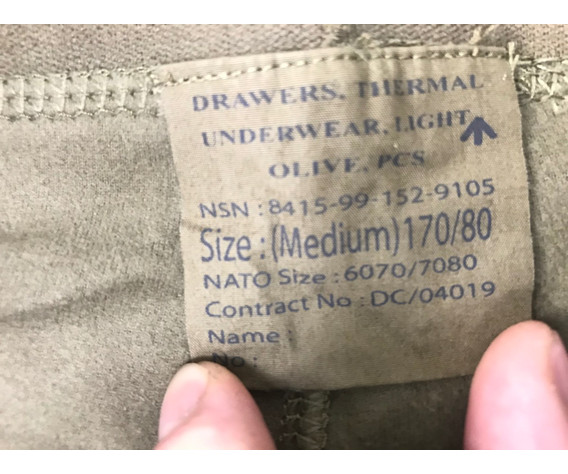 DRAWERS, THERMAL
UNDERWEAR, LIGHT
OLIVE, PCS
NSN : 8415-99-152-9105
Size : (Medium) 170/80
NATO Size : 6070/7080
Contract No : DC/04019
Name :
No :